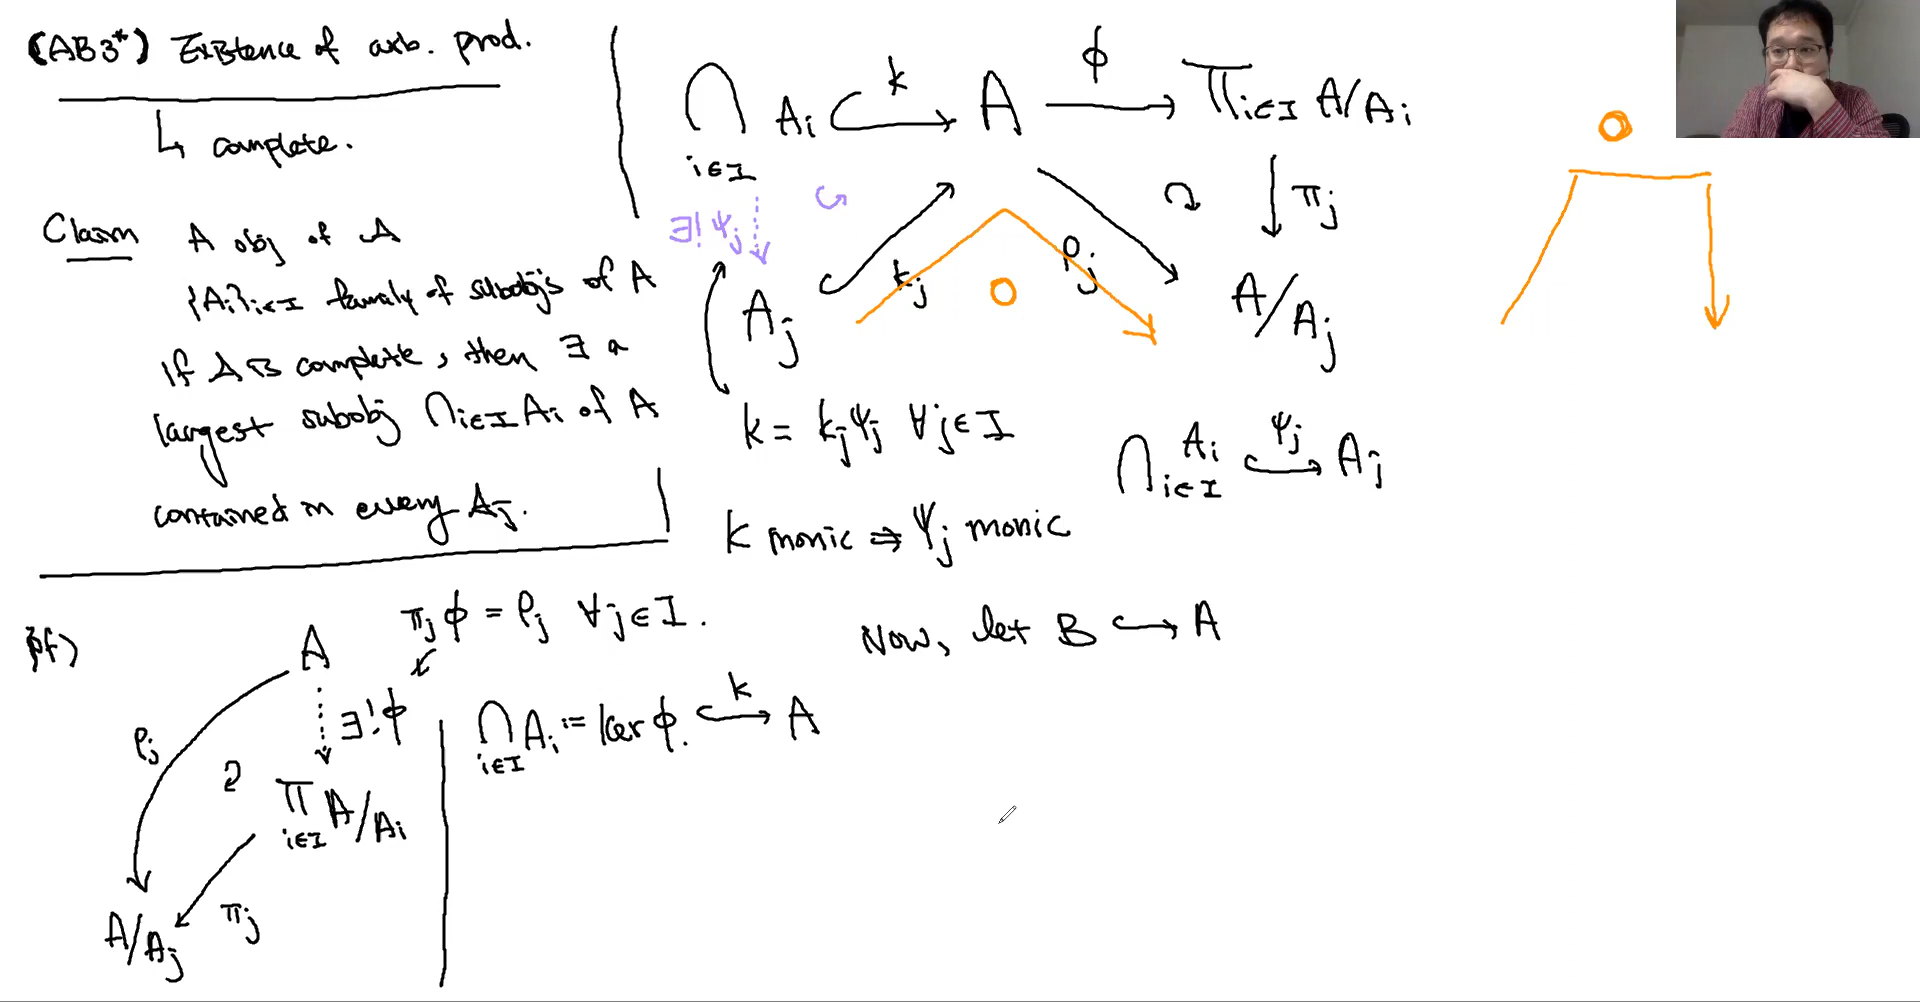 (AB3*) Existence of arb. prod.
↳ complete.
Claim A obj of A
{Ai}i∈I family of subobjs of A
If A is complete, then ∃ a
largest subobj ∩i∈I Ai of A
contained in every Aj.
pf)
A
ρj
∃!φ
∏i∈I A/Ai
πj
A/Aj
πjφ = ρj ∀j∈I.
∩i∈I Ai := ker φ. k A
∩i∈I Ai k A φ ∏i∈I A/Ai
∃! ψj
πj
kj
ρj
0
0
Aj
A/Aj
k = kjψj ∀j∈I
∩i∈I Ai ψj Aj
k monic ⇒ ψj monic
Now, let B ↪ A